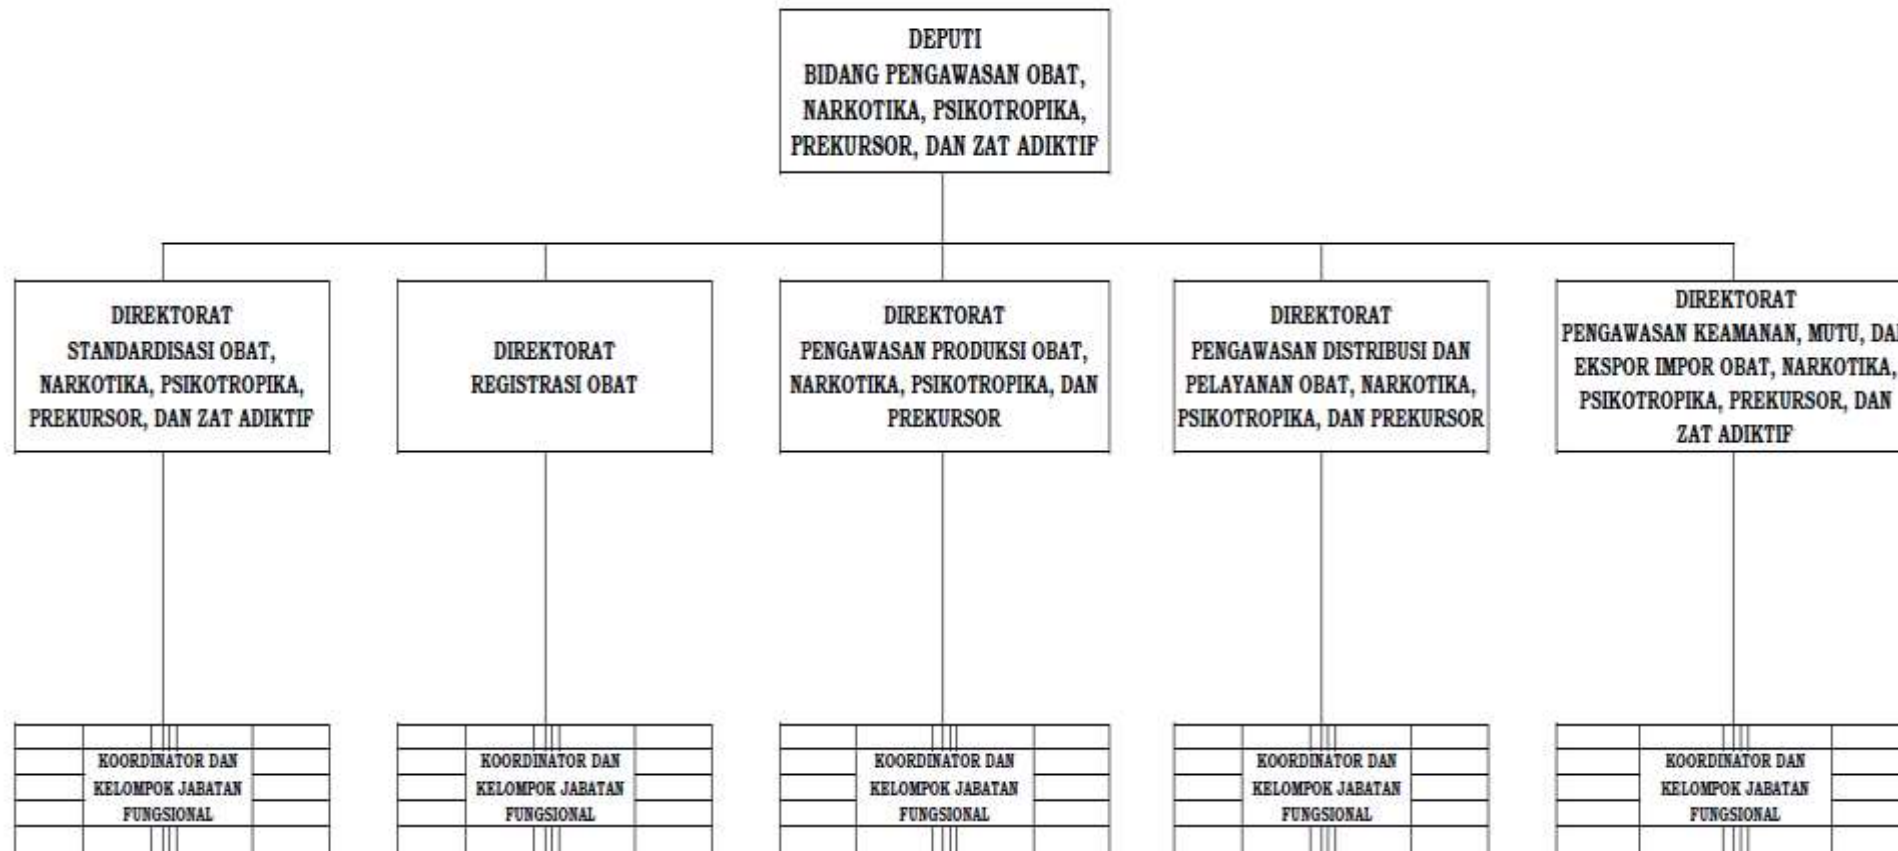 DEPUTI
BIDANG PENGAWASAN OBAT,
NARKOTIKA, PSIKOTROPIKA,
PREKURSOR, DAN ZAT ADIKTIF
DIREKTORAT
STANDARDISASI OBAT,
NARKOTIKA, PSIKOTROPIKA,
PREKURSOR, DAN ZAT ADIKTIF
DIREKTORAT
REGISTRASI OBAT
DIREKTORAT
PENGAWASAN PRODUKSI OBAT,
NARKOTIKA, PSIKOTROPIKA, DAN
PREKURSOR
DIREKTORAT
PENGAWASAN DISTRIBUSI DAN
PELAYANAN OBAT, NARKOTIKA,
PSIKOTROPIKA, DAN PREKURSOR
DIREKTORAT
PENGAWASAN KEAMANAN, MUTU, DAN
EKSPOR IMPOR OBAT, NARKOTIKA,
PSIKOTROPIKA, PREKURSOR, DAN
ZAT ADIKTIF
KOORDINATOR DAN
KELOMPOK JABATAN
FUNGSIONAL
KOORDINATOR DAN
KELOMPOK JABATAN
FUNGSIONAL
KOORDINATOR DAN
KELOMPOK JABATAN
FUNGSIONAL
KOORDINATOR DAN
KELOMPOK JABATAN
FUNGSIONAL
KOORDINATOR DAN
KELOMPOK JABATAN
FUNGSIONAL